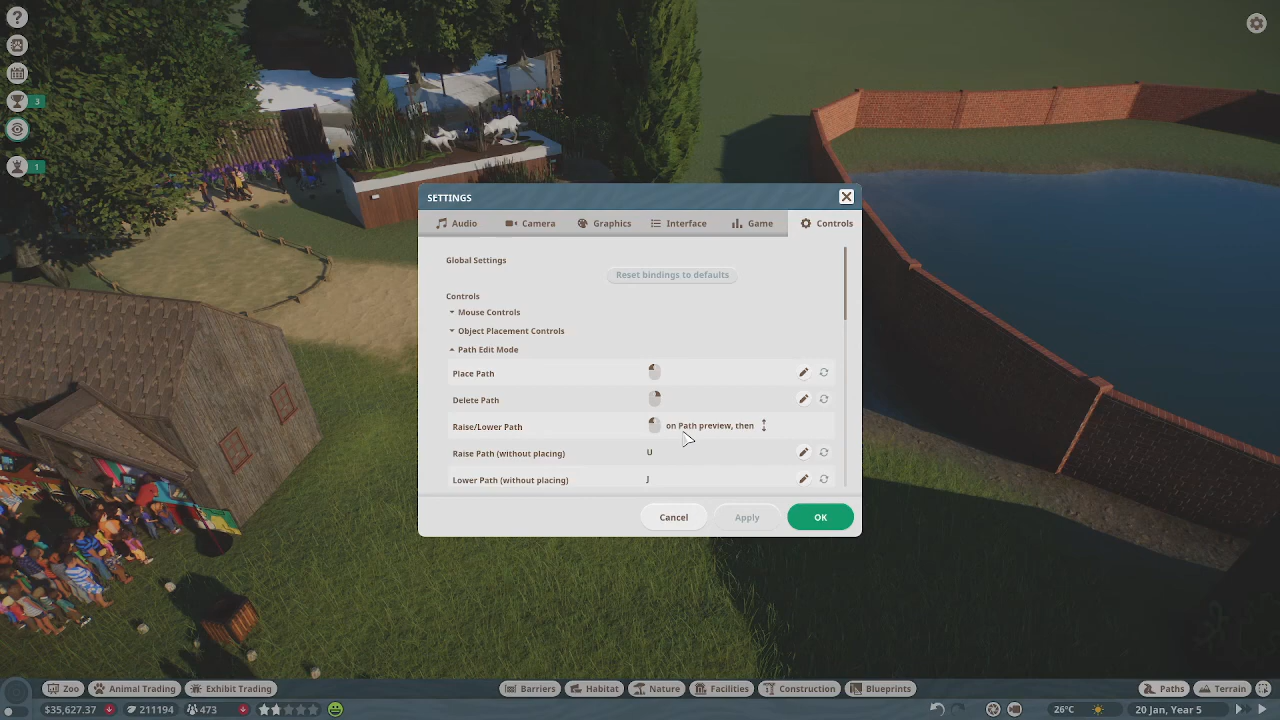 ?
3
1
SETTINGS
Audio Camera Graphics Interface Game Controls
Global Settings
Reset bindings to defaults
Controls
Mouse Controls
Object Placement Controls
Path Edit Mode
Place Path
Delete Path
Raise/Lower Path on Path preview, then
Raise Path (without placing) U
Lower Path (without placing) J
Cancel Apply OK
Zoo Animal Trading Exhibit Trading Barriers Habitat Nature Facilities Construction Blueprints Paths Terrain
$35,627.37 211194 473 26°C 20 Jan, Year 5